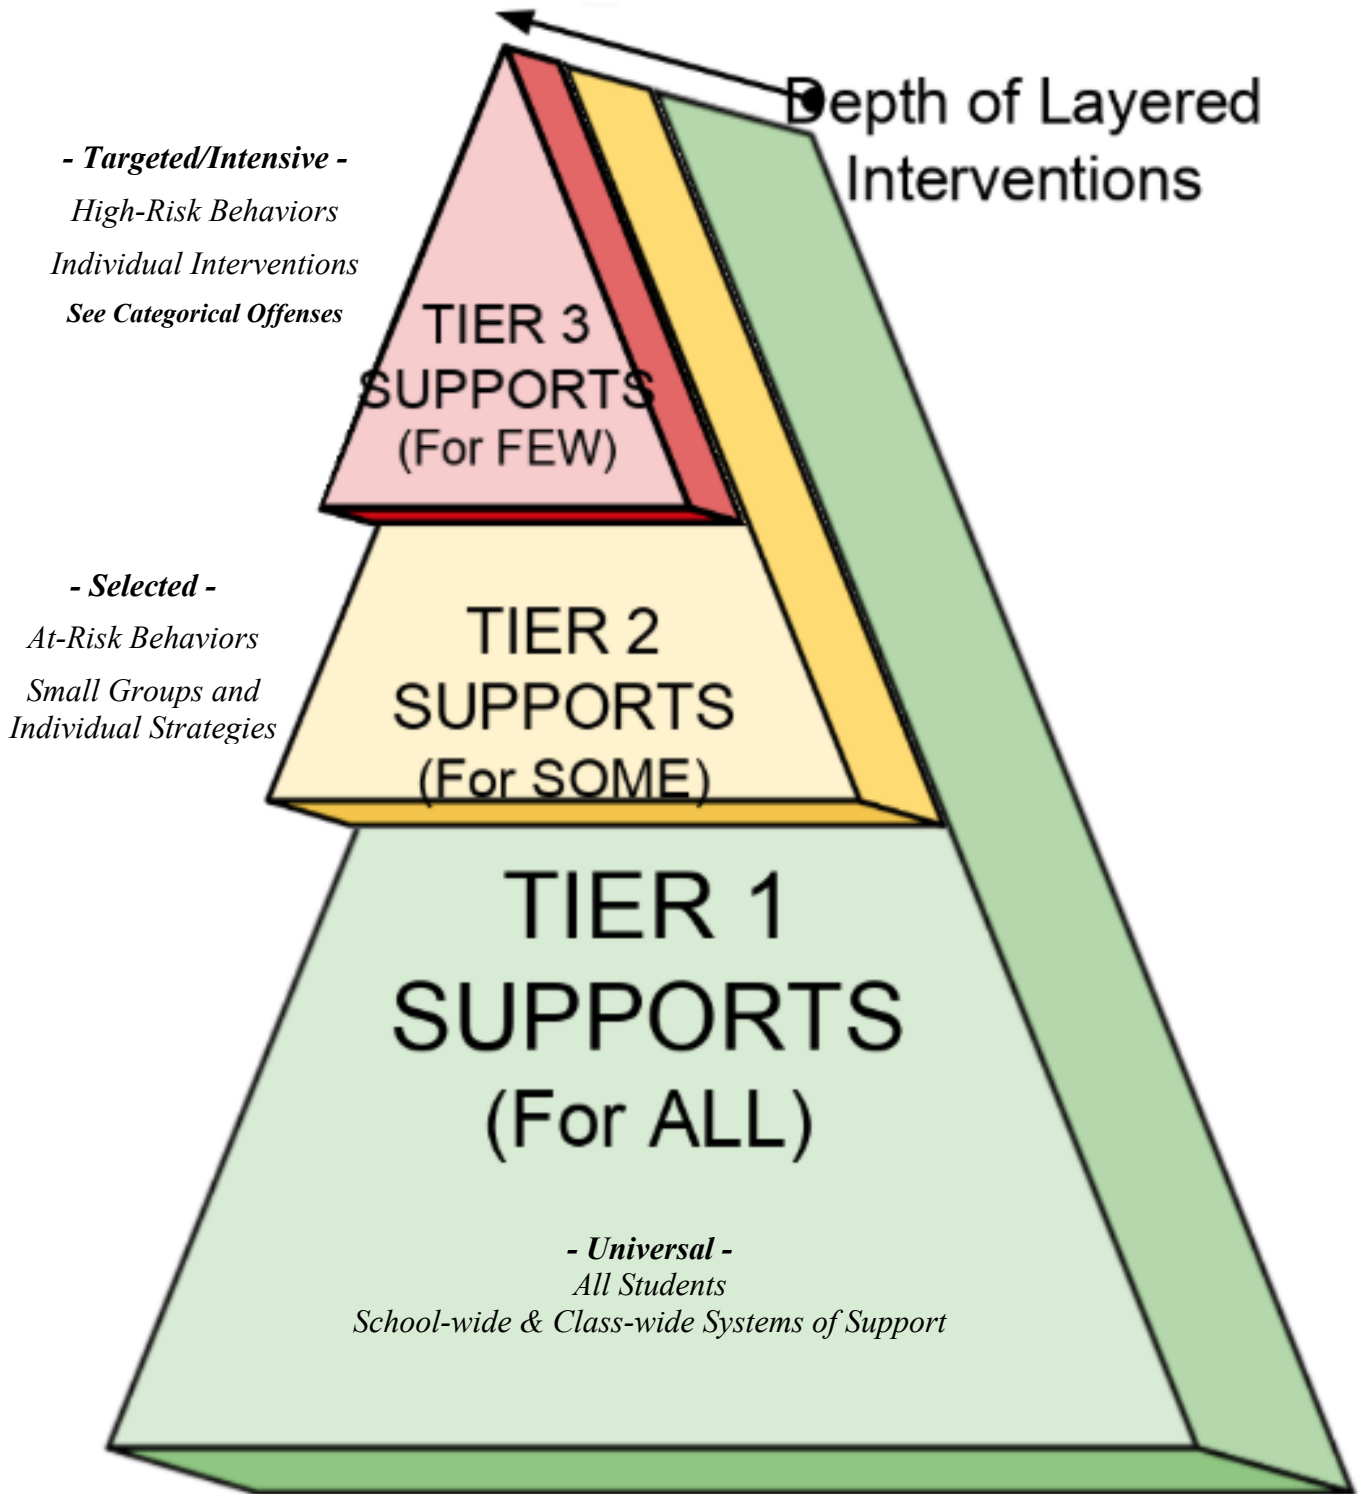 Depth of Layered
Interventions
- Targeted/Intensive -
High-Risk Behaviors
Individual Interventions
See Categorical Offenses
TIER 3
SUPPORTS
(For FEW)
- Selected -
At-Risk Behaviors
Small Groups and
Individual Strategies
TIER 2
SUPPORTS
(For SOME)
TIER 1
SUPPORTS
(For ALL)
- Universal -
All Students
School-wide & Class-wide Systems of Support